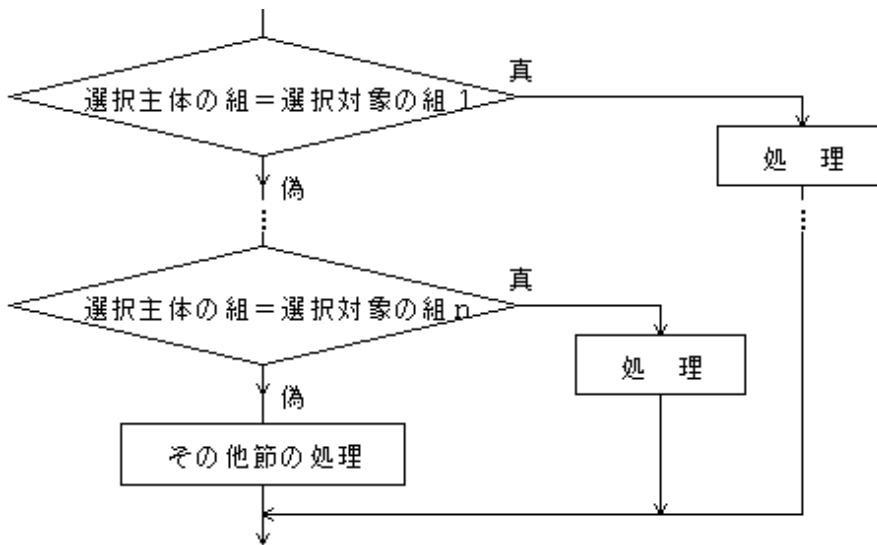 真
選択主体の組＝選択対象の組１
処　理
偽
⋮
⋮
真
選択主体の組＝選択対象の組ｎ
処　理
偽
その他節の処理